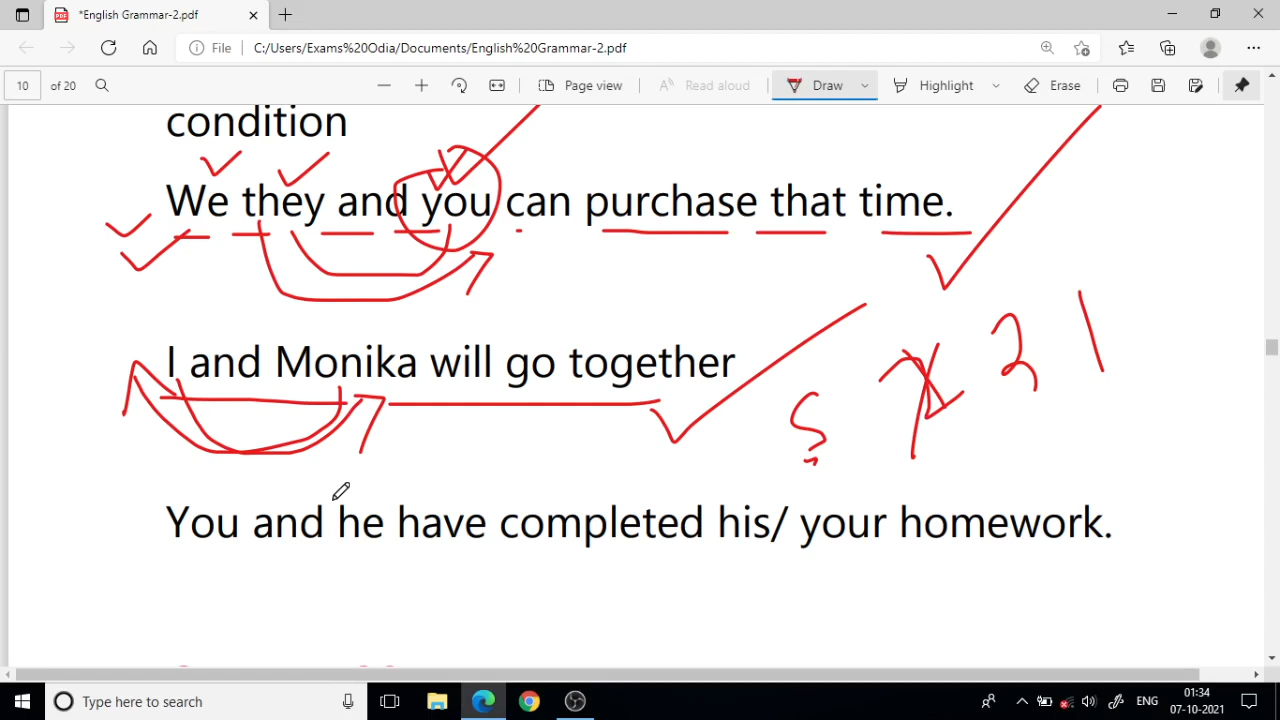 *English Grammar-2.pdf
File C:/Users/Exams%20Odia/Documents/English%20Grammar-2.pdf
10 of 20 Page view Read aloud Draw Highlight Erase
condition
We they and you can purchase that time.
2 1
I and Monika will go together
You and he have completed his/ your homework.
Type here to search ENG 01:34
07-10-2021